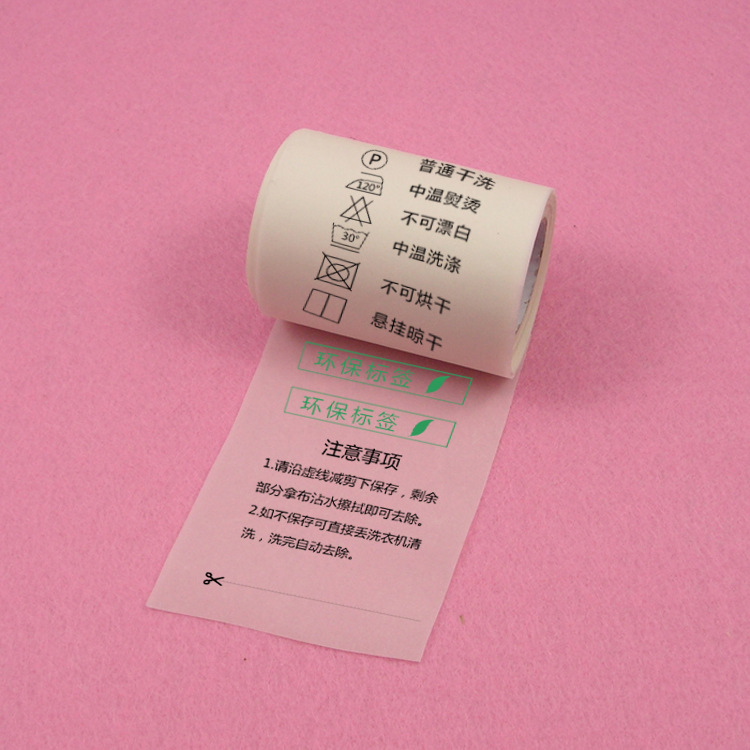 P 普通干洗
120° 中温熨烫
不可漂白
30° 中温洗涤
不可烘干
悬挂晾干
环保标签
环保标签
注意事项
1.请沿虚线减剪下保存，剩余
部分拿布沾水擦拭即可去除。
2.如不保存可直接丢洗衣机清
洗，洗完自动去除。